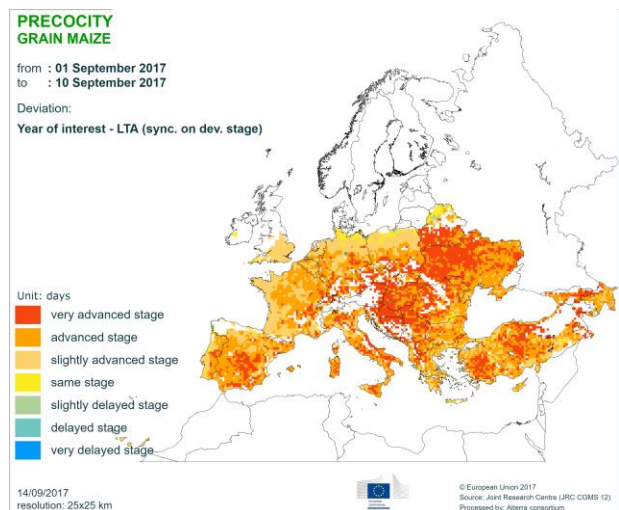 PRECOCITY
GRAIN MAIZE
from : 01 September 2017
to : 10 September 2017
Deviation:
Year of interest - LTA (sync. on dev. stage)
Unit: days
very advanced stage
advanced stage
slightly advanced stage
same stage
slightly delayed stage
delayed stage
very delayed stage
14/09/2017
resolution: 25x25 km
European
Commission
© European Union 2017
Source: Joint Research Centre (JRC CGMS 12)
Processed by: Alterra consortium